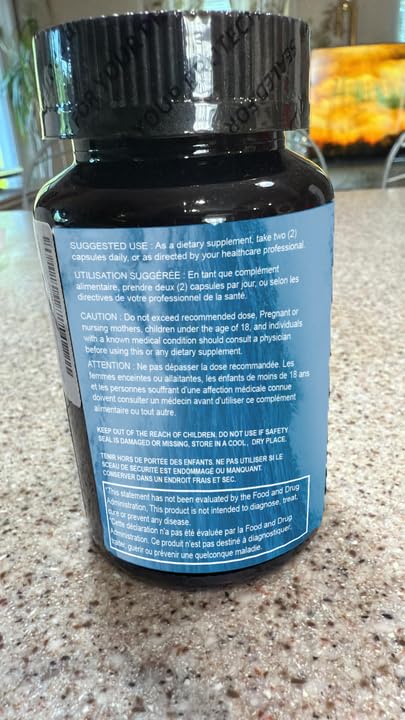 FOR YOUR PROTECT
SEALED FOR
SUGGESTED USE : As a dietary supplement, take two (2)
capsules daily, or as directed by your healthcare professional.
UTILISATION SUGGÉRÉE : En tant que complément
alimentaire, prendre deux (2) capsules par jour, ou selon les
directives de votre professionnel de la santé.
CAUTION : Do not exceed recommended dose. Pregnant or
nursing mothers, children under the age of 18, and individuals
with a known medical condition should consult a physician
before using this or any dietary supplement.
ATTENTION : Ne pas dépasser la dose recommandée. Les
femmes enceintes ou allaitantes, les enfants de moins de 18 ans
et les personnes souffrant d'une affection médicale connue
doivent consulter un médecin avant d'utiliser ce complément
alimentaire ou tout autre.
KEEP OUT OF THE REACH OF CHILDREN. DO NOT USE IF SAFETY
SEAL IS DAMAGED OR MISSING, STORE IN A COOL, DRY PLACE.
TENIR HORS DE PORTÉE DES ENFANTS. NE PAS UTILISER SI LE
SCEAU DE SÉCURITÉ EST ENDOMMAGÉ OU MANQUANT.
CONSERVER DANS UN ENDROIT FRAIS ET SEC.
*This statement has not been evaluated by the Food and Drug
Administration, This product is not intended to diagnose, treat,
cure or prevent any disease.
*Cette déclaration n'a pas été évaluée par la Food and Drug
Administration. Ce produit n'est pas destiné à diagnostiquer,
traiter, guérir ou prévenir une quelconque maladie.